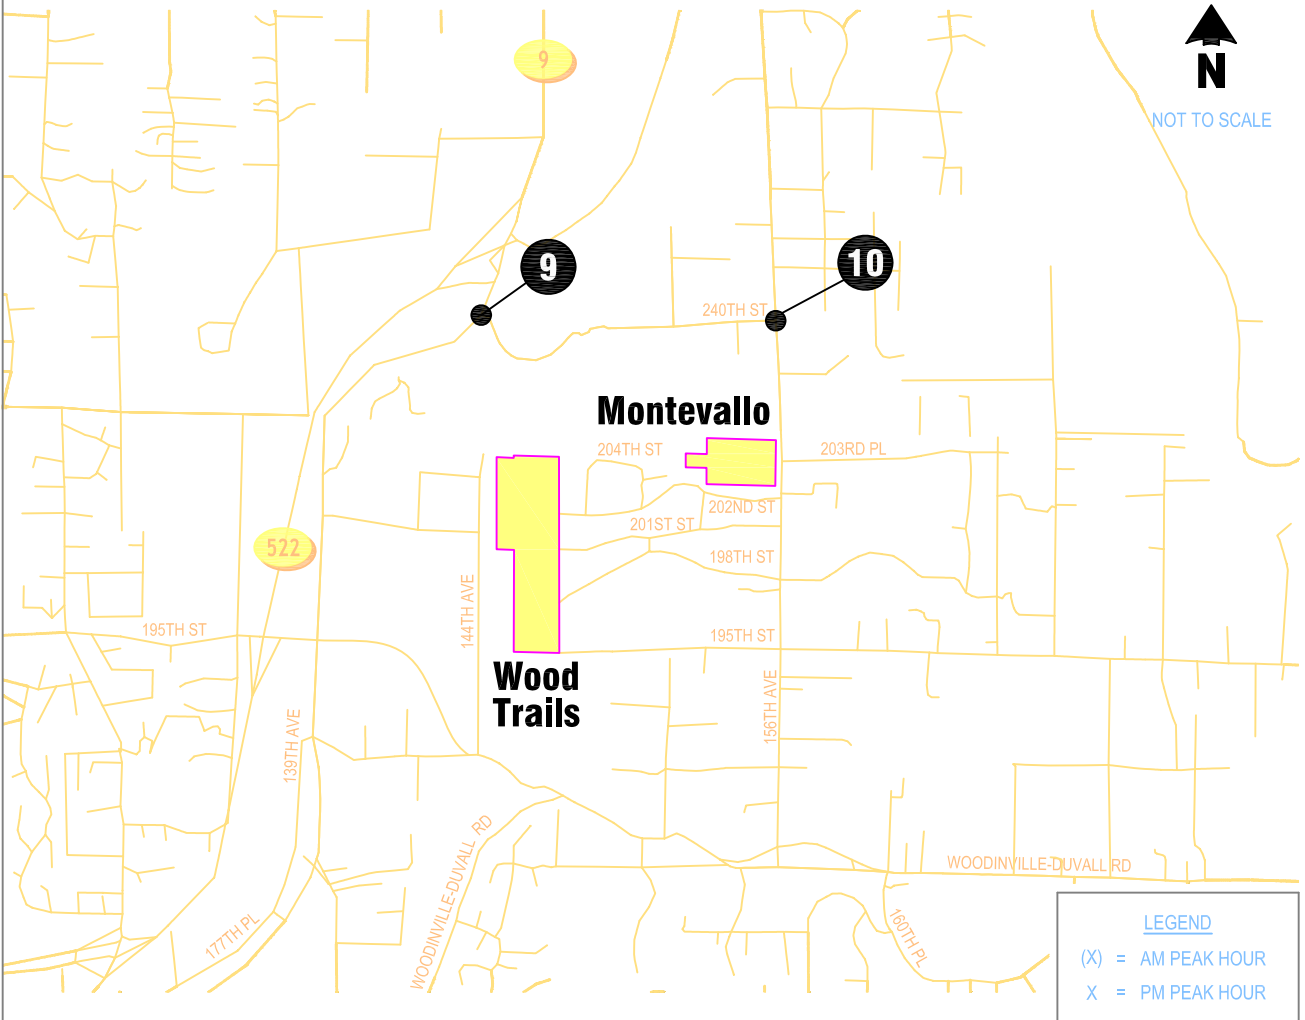 9
N
NOT TO SCALE
9
10
240TH ST
Montevallo
204TH ST
203RD PL
202ND ST
201ST ST
522
198TH ST
144TH AVE
195TH ST
195TH ST
Wood
Trails
156TH AVE
139TH AVE
WOODINVILLE-DUVALL RD
WOODINVILLE-DUVALL RD
177TH PL
160TH PL
LEGEND
(X) = AM PEAK HOUR
X = PM PEAK HOUR